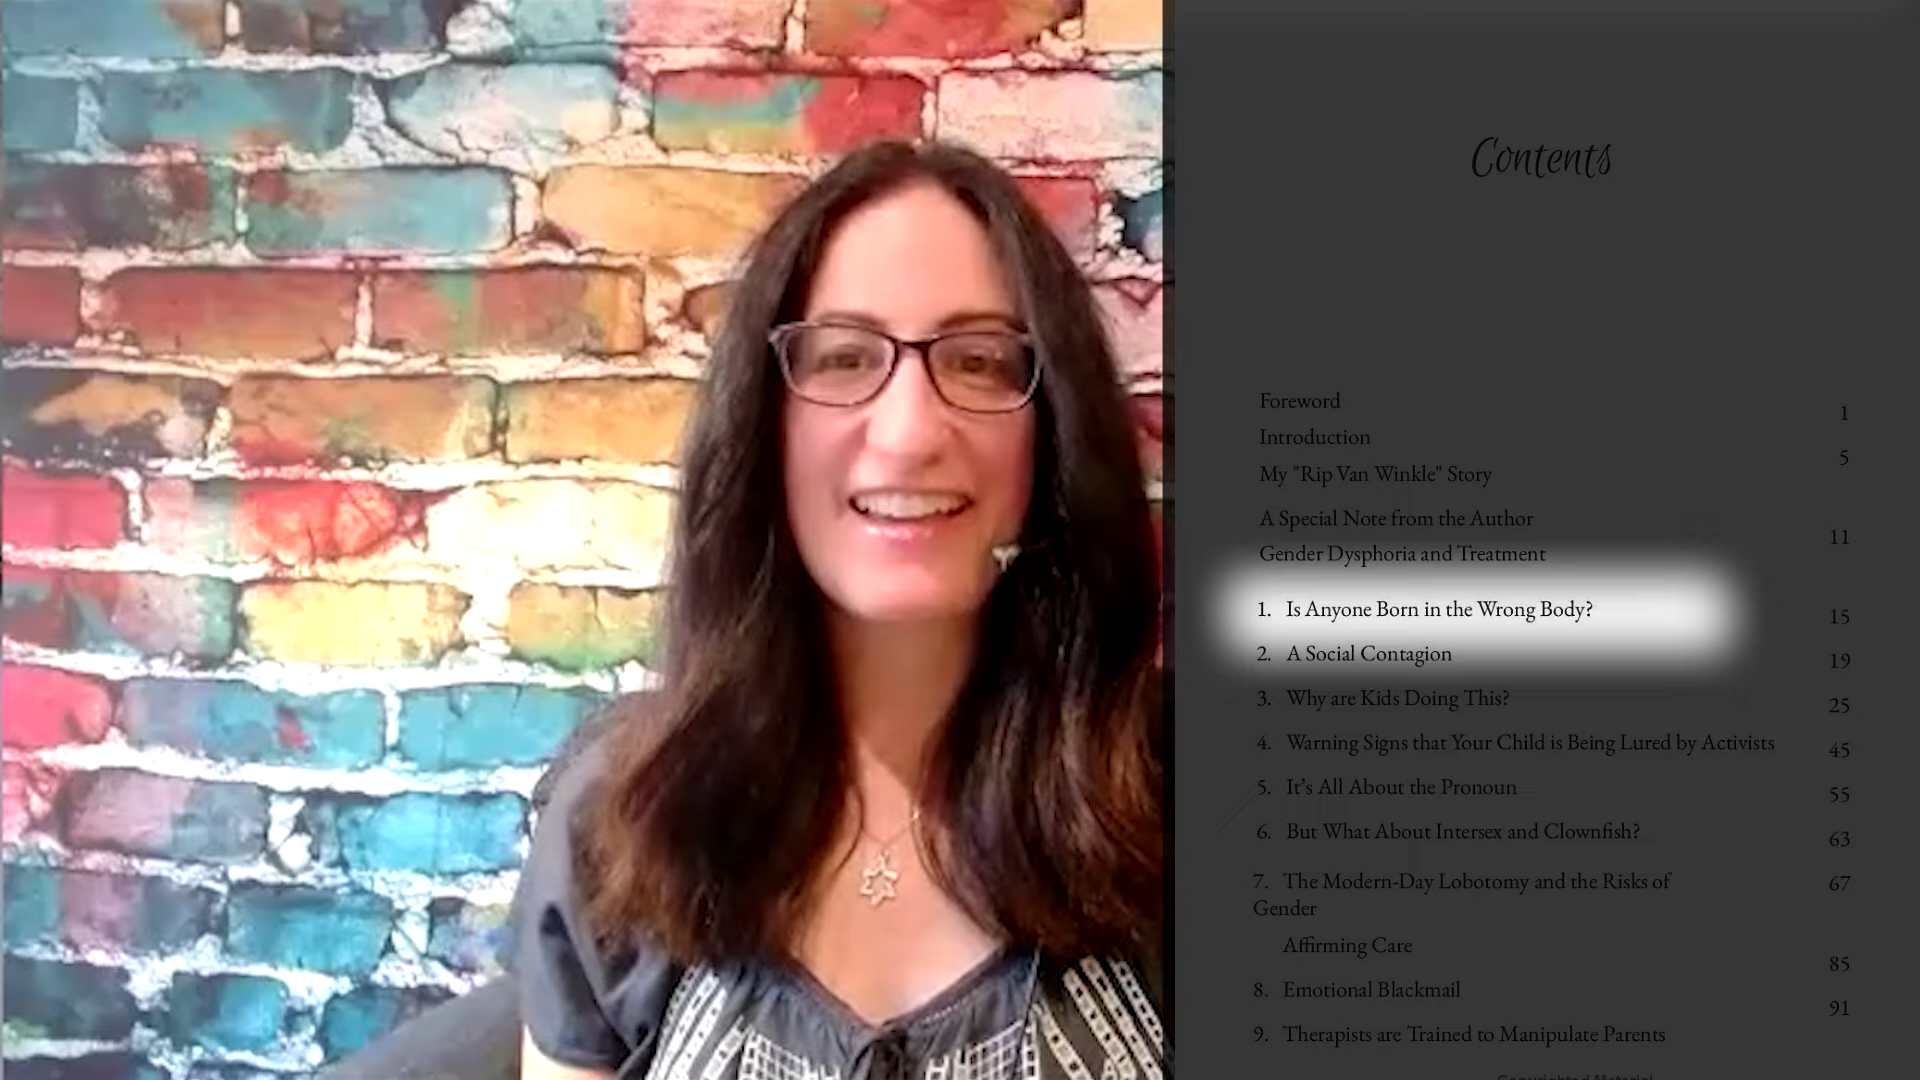 Contents
Foreword
1
Introduction
5
My "Rip Van Winkle" Story
A Special Note from the Author
11
Gender Dysphoria and Treatment
1. Is Anyone Born in the Wrong Body?
15
2. A Social Contagion
19
3. Why are Kids Doing This?
25
4. Warning Signs that Your Child is Being Lured by Activists
45
5. It’s All About the Pronoun
55
6. But What About Intersex and Clownfish?
63
7. The Modern-Day Lobotomy and the Risks of
67
Gender
Affirming Care
85
8. Emotional Blackmail
91
9. Therapists are Trained to Manipulate Parents
Copyrighted Material